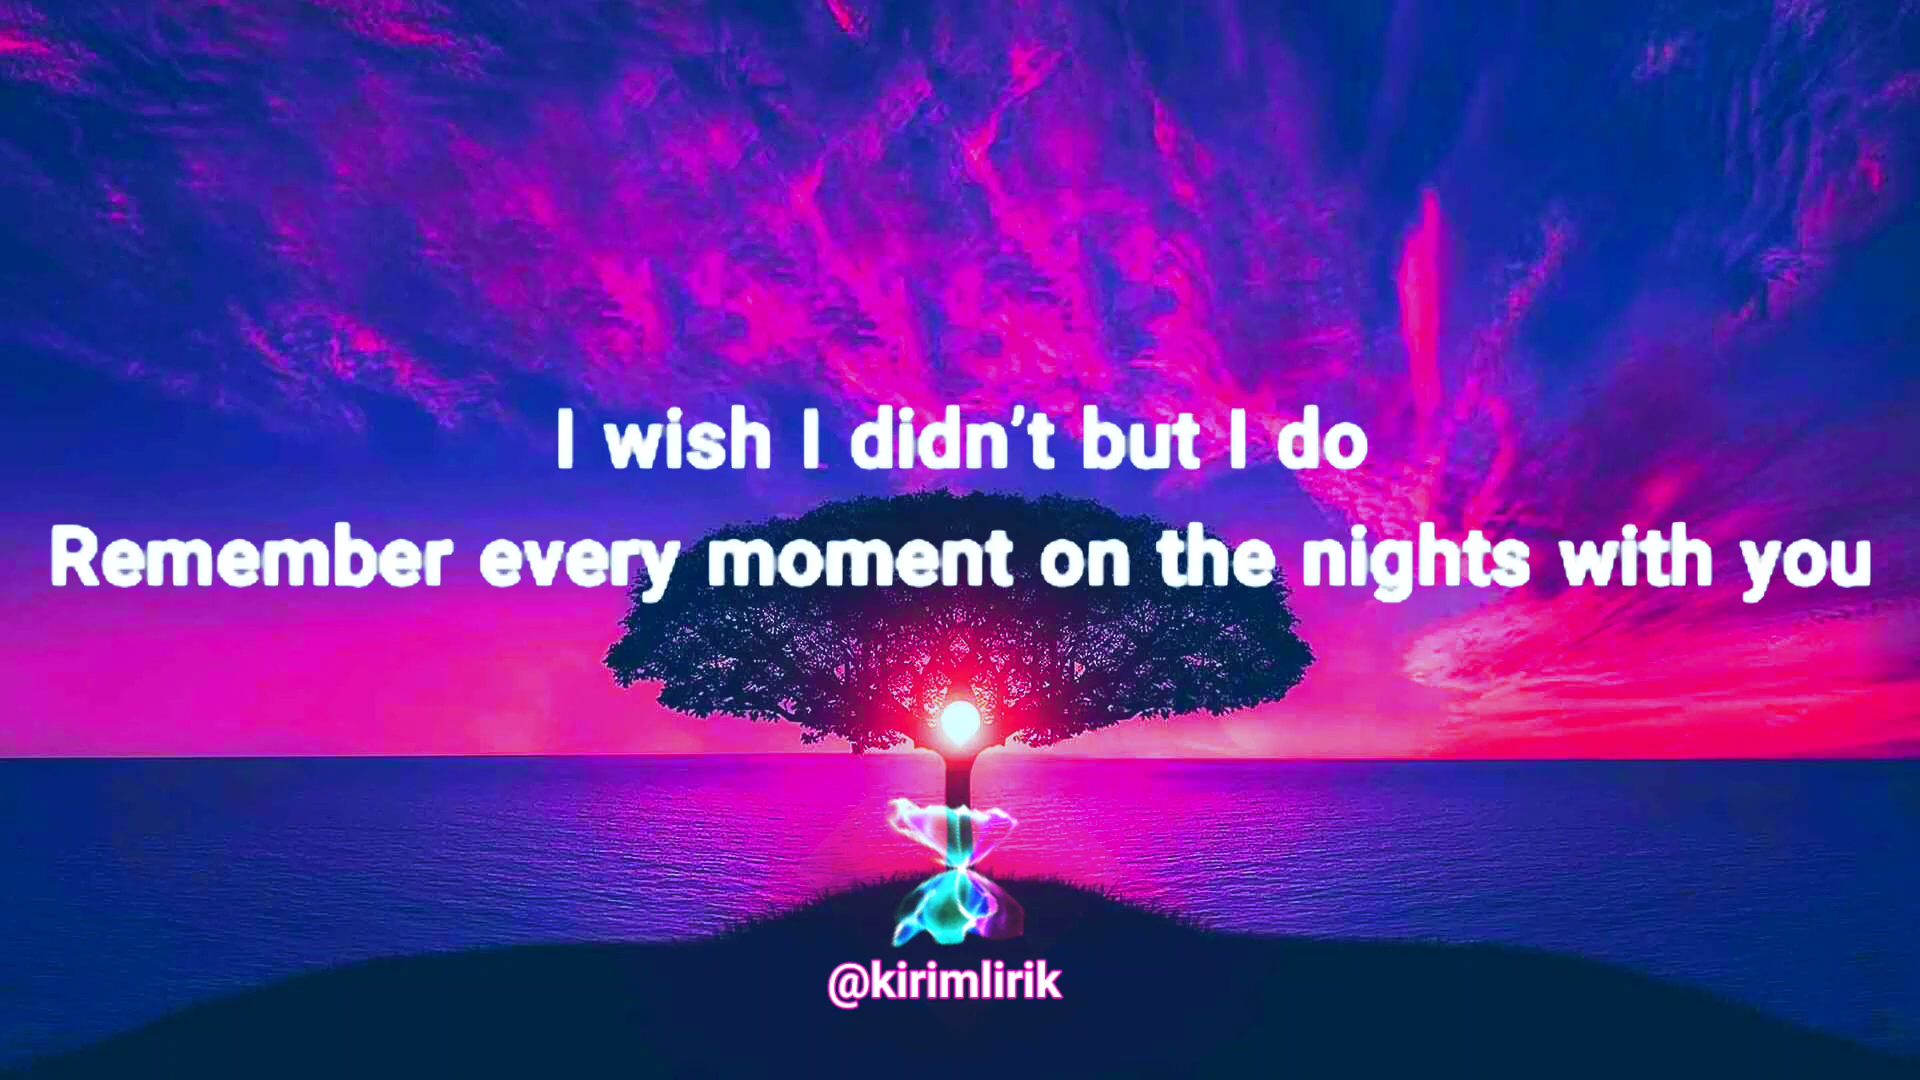 I wish I didn't but I do
Remember every moment on the nights with you
@kirimlirik